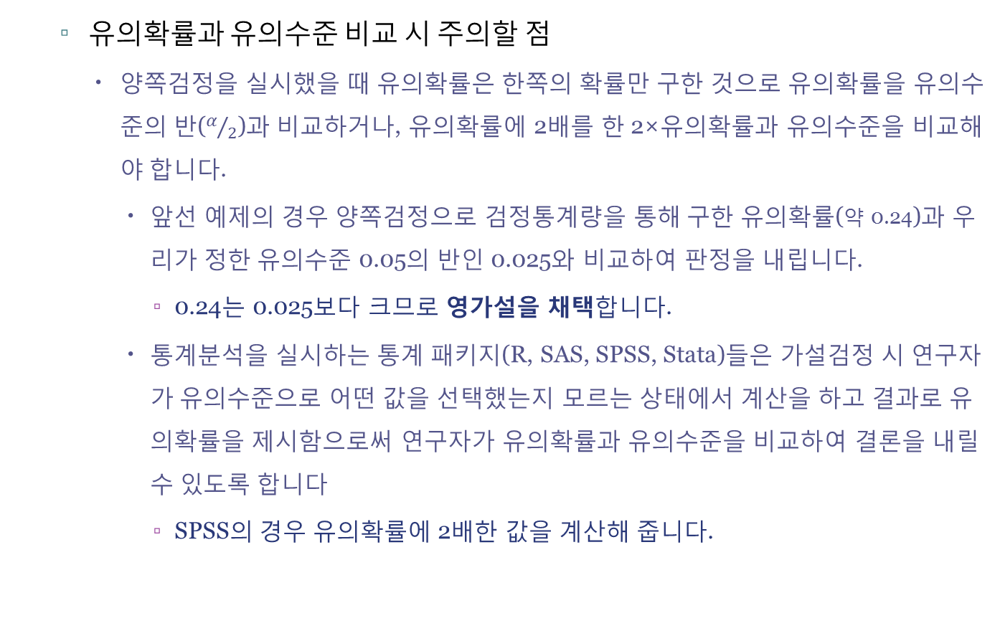 ▫ 유의확률과 유의수준 비교 시 주의할 점
• 양쪽검정을 실시했을 때 유의확률은 한쪽의 확률만 구한 것으로 유의확률을 유의수
준의 반(α/2)과 비교하거나, 유의확률에 2배를 한 2×유의확률과 유의수준을 비교해
야 합니다.
• 앞선 예제의 경우 양쪽검정으로 검정통계량을 통해 구한 유의확률(약 0.24)과 우
리가 정한 유의수준 0.05의 반인 0.025와 비교하여 판정을 내립니다.
▫ 0.24는 0.025보다 크므로 영가설을 채택합니다.
• 통계분석을 실시하는 통계 패키지(R, SAS, SPSS, Stata)들은 가설검정 시 연구자
가 유의수준으로 어떤 값을 선택했는지 모르는 상태에서 계산을 하고 결과로 유
의확률을 제시함으로써 연구자가 유의확률과 유의수준을 비교하여 결론을 내릴
수 있도록 합니다
▫ SPSS의 경우 유의확률에 2배한 값을 계산해 줍니다.